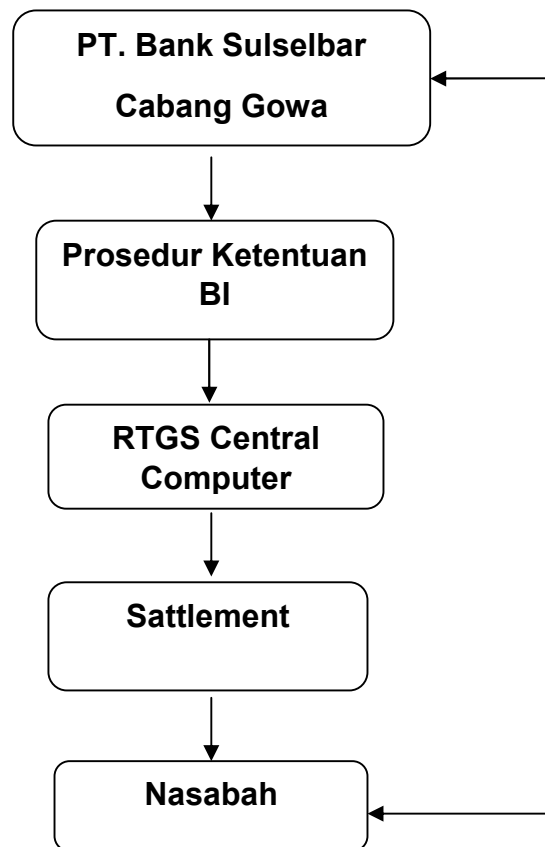 PT. Bank Sulselbar
Cabang Gowa
Prosedur Ketentuan
BI
RTGS Central
Computer
Sattlement
Nasabah